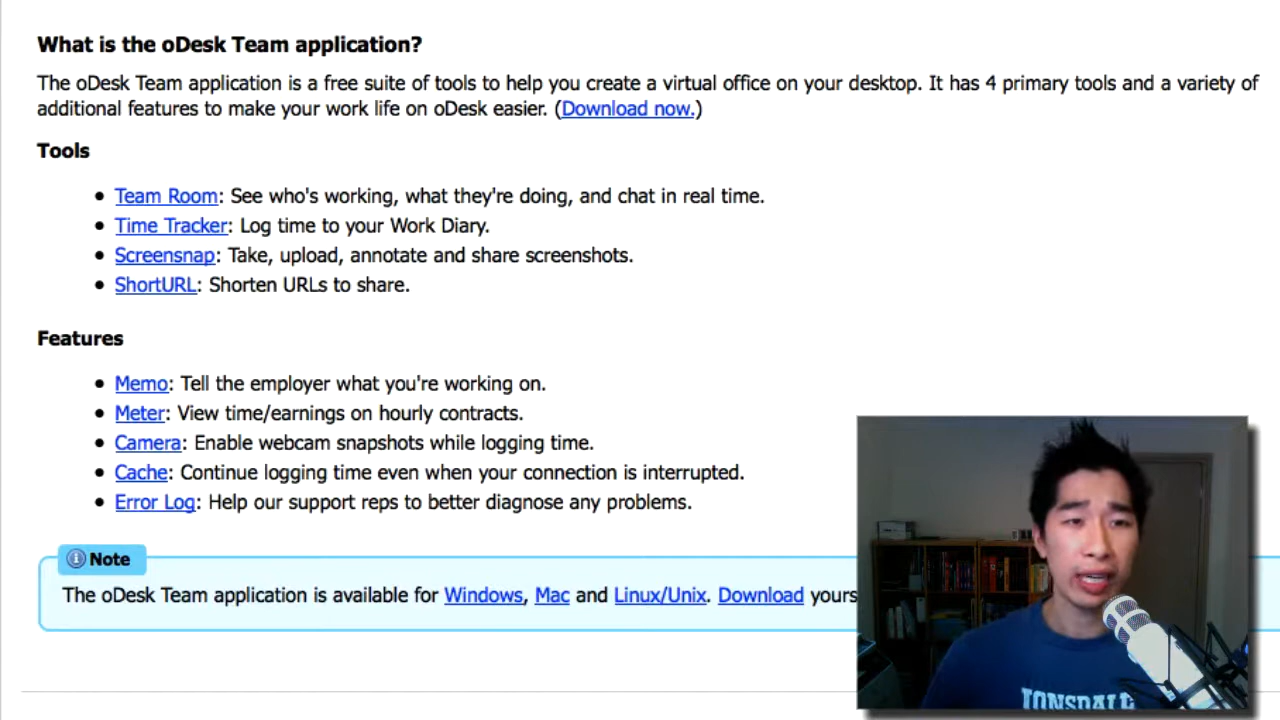 What is the oDesk Team application?
The oDesk Team application is a free suite of tools to help you create a virtual office on your desktop. It has 4 primary tools and a variety of
additional features to make your work life on oDesk easier. (Download now.)
Tools
• Team Room: See who's working, what they're doing, and chat in real time.
• Time Tracker: Log time to your Work Diary.
• Screensnap: Take, upload, annotate and share screenshots.
• ShortURL: Shorten URLs to share.
Features
• Memo: Tell the employer what you're working on.
• Meter: View time/earnings on hourly contracts.
• Camera: Enable webcam snapshots while logging time.
• Cache: Continue logging time even when your connection is interrupted.
• Error Log: Help our support reps to better diagnose any problems.
Note
The oDesk Team application is available for Windows, Mac and Linux/Unix. Download yours
LONSDALE